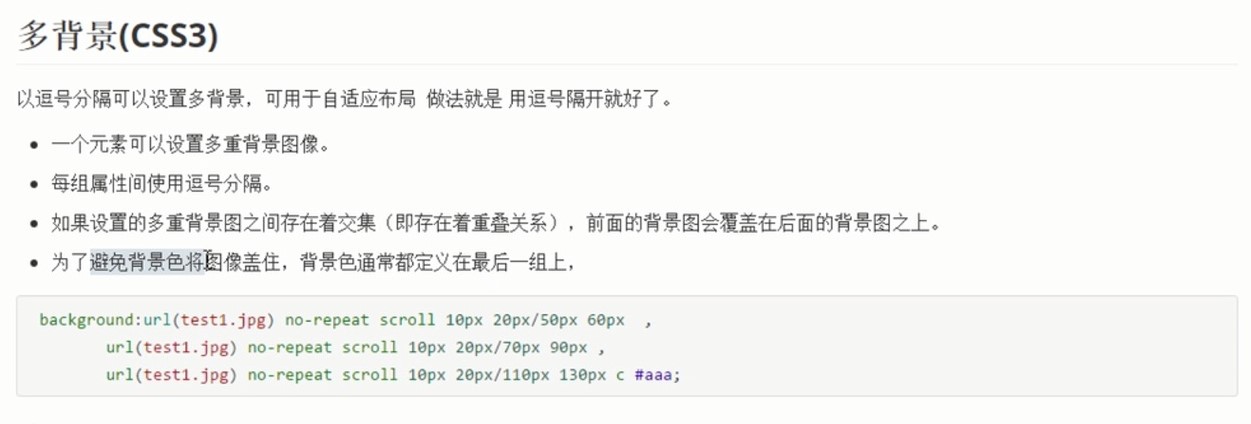 多背景(CSS3)
以逗号分隔可以设置多背景，可用于自适应布局 做法就是 用逗号隔开就好了。
一个元素可以设置多重背景图像。
每组属性间使用逗号分隔。
如果设置的多重背景图之间存在着交集（即存在着重叠关系），前面的背景图会覆盖在后面的背景图之上。
为了避免背景色将图像盖住，背景色通常都定义在最后一组上，
background:url(test1.jpg) no-repeat scroll 10px 20px/50px 60px  ,
url(test1.jpg) no-repeat scroll 10px 20px/70px 90px ,
url(test1.jpg) no-repeat scroll 10px 20px/110px 130px c #aaa;